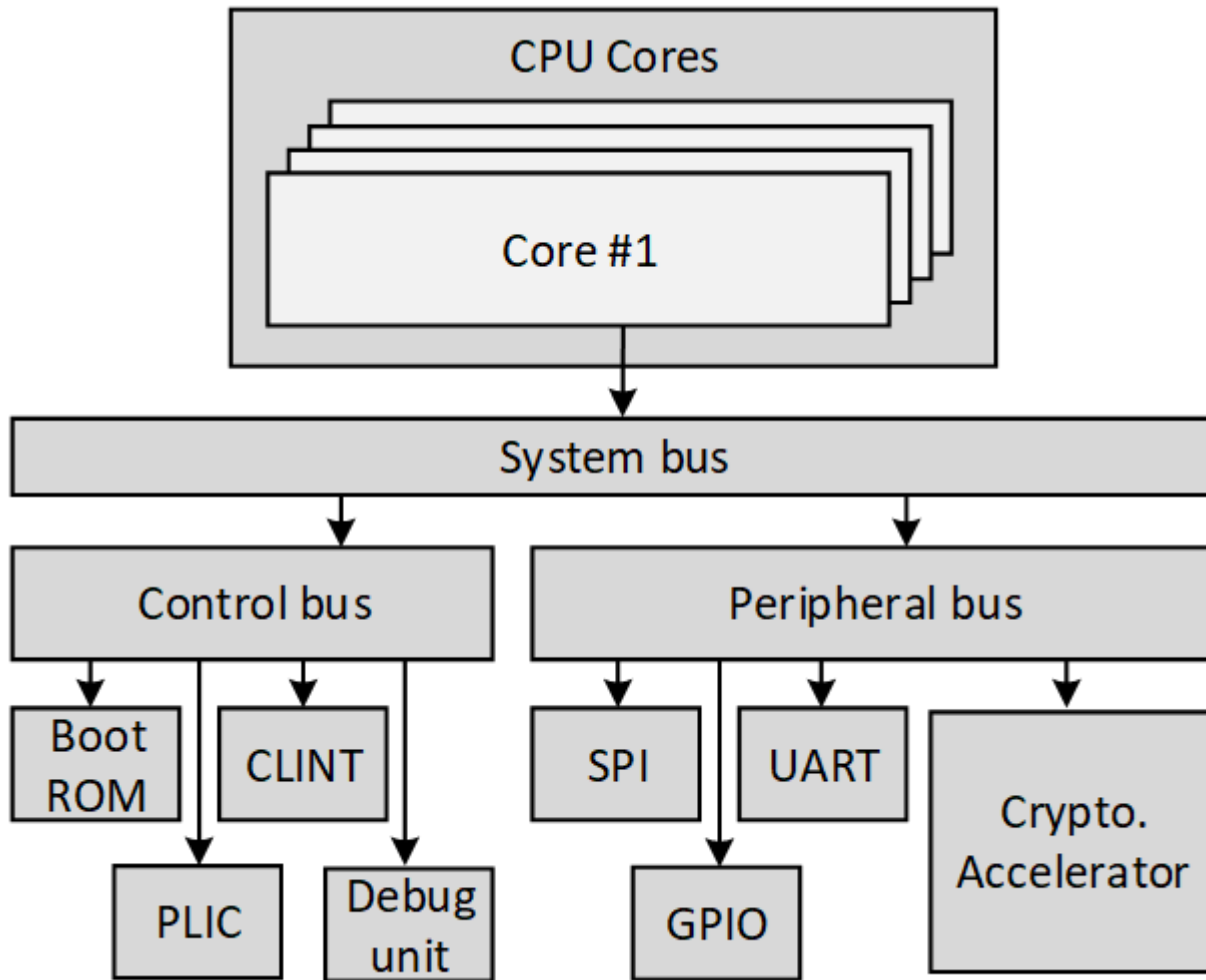 CPU Cores
Core #1
System bus
Control bus
Peripheral bus
Boot
ROM
CLINT
SPI
UART
Crypto.
Accelerator
PLIC
Debug
unit
GPIO